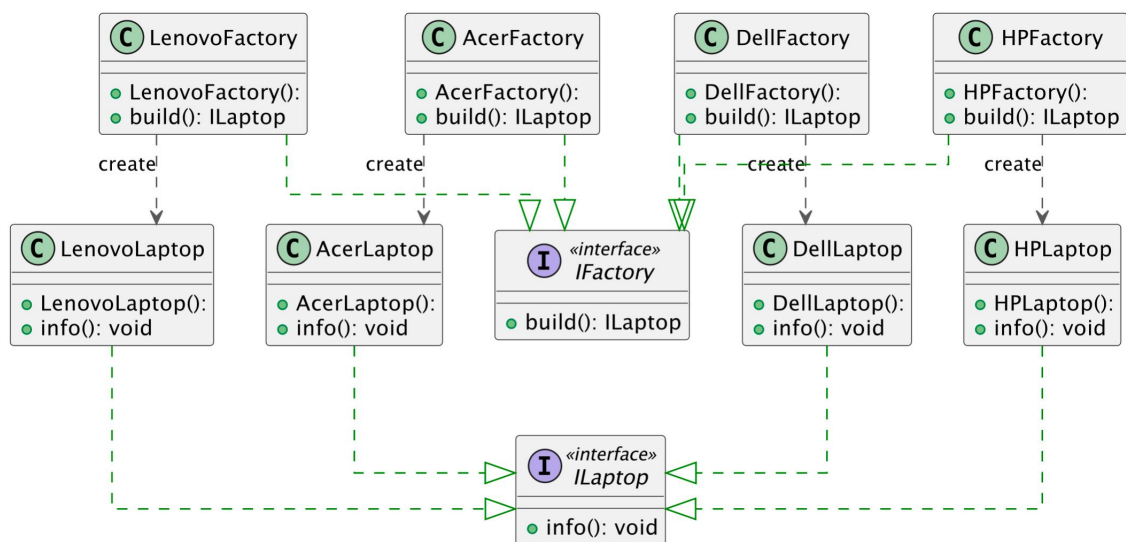 C LenovoFactory
LenovoFactory():
build(): ILaptop
C AcerFactory
AcerFactory():
build(): ILaptop
C DellFactory
DellFactory():
build(): ILaptop
C HPFactory
HPFactory():
build(): ILaptop
create
create
create
create
C LenovoLaptop
LenovoLaptop():
info(): void
C AcerLaptop
AcerLaptop():
info(): void
I «interface»
IFactory
build(): ILaptop
C DellLaptop
DellLaptop():
info(): void
C HPLaptop
HPLaptop():
info(): void
I «interface»
ILaptop
info(): void